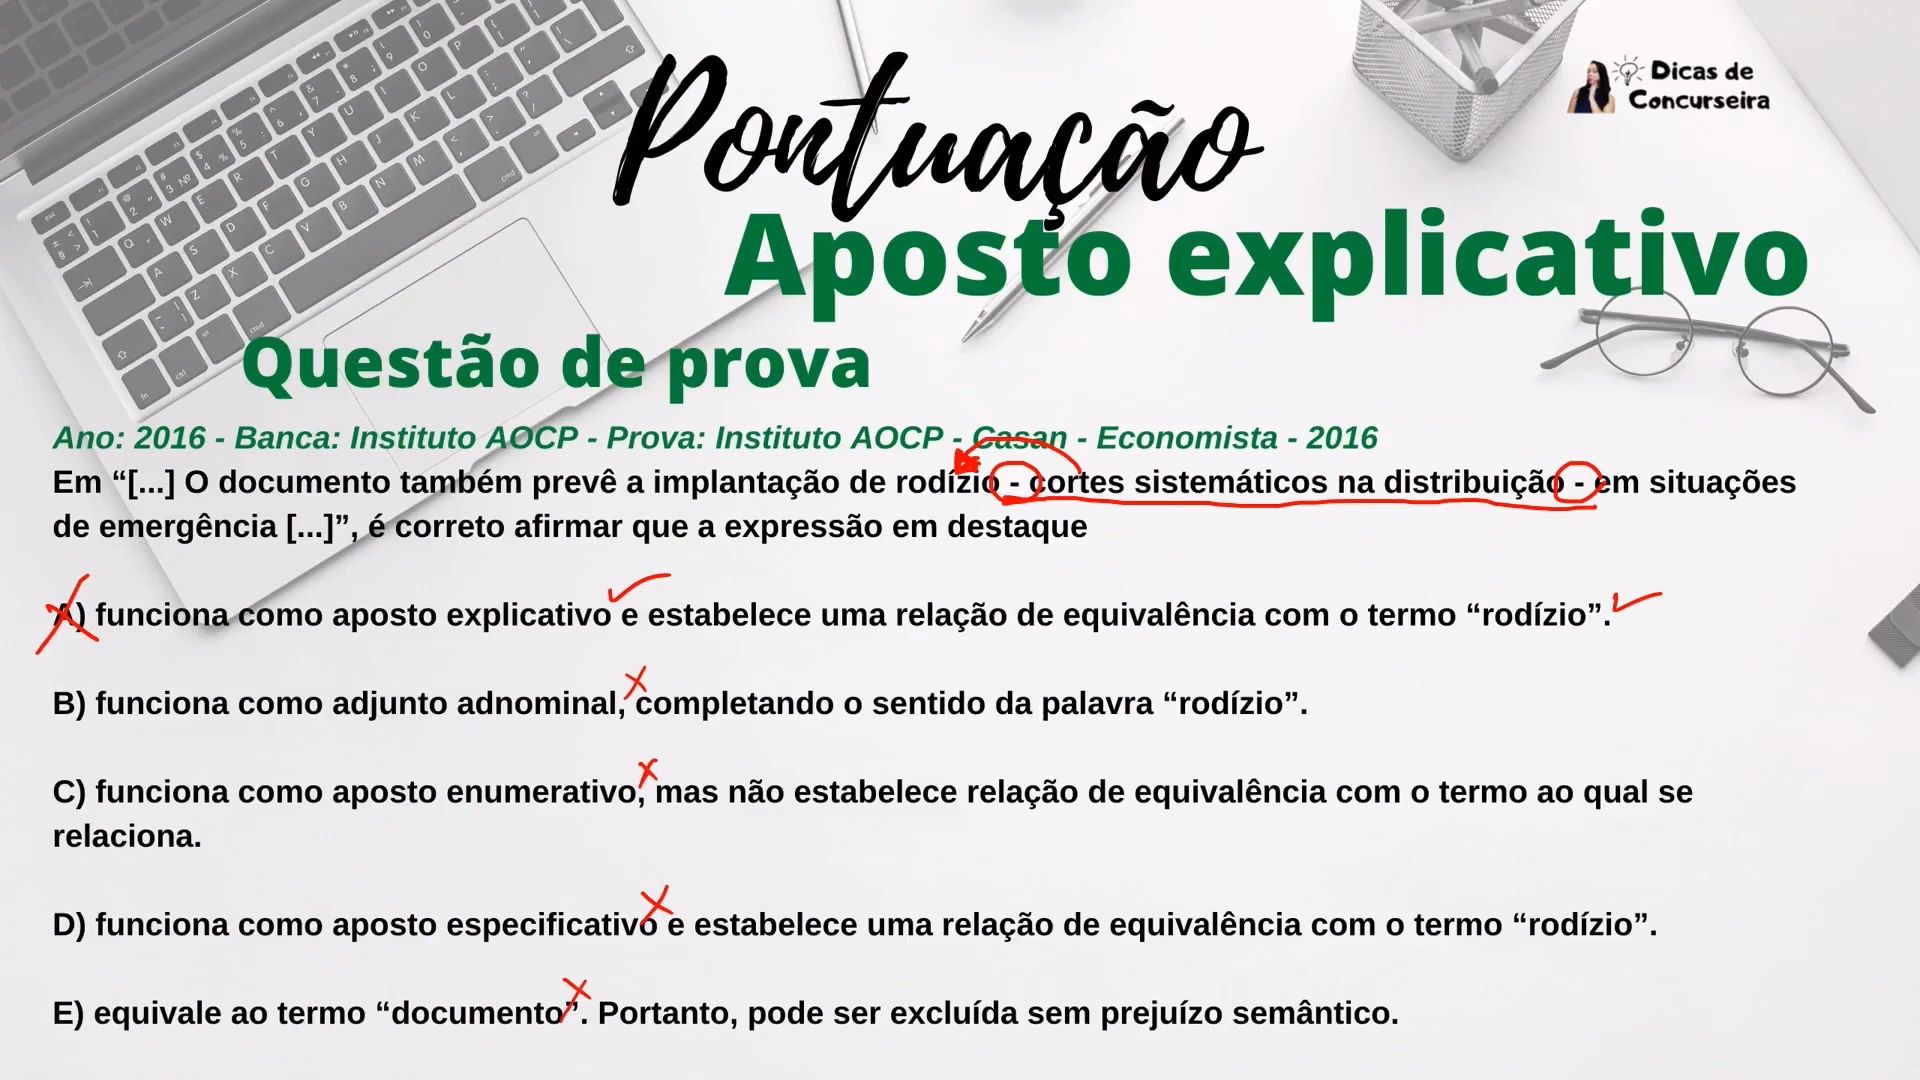 Pontuação
Dicas de
Concurseira
Aposto explicativo
Questão de prova
Ano: 2016 - Banca: Instituto AOCP - Prova: Instituto AOCP - Casan - Economista - 2016
Em “[...] O documento também prevê a implantação de rodízio - cortes sistemáticos na distribuição - em situações
de emergência [...]”, é correto afirmar que a expressão em destaque
A) funciona como aposto explicativo e estabelece uma relação de equivalência com o termo “rodízio”.
B) funciona como adjunto adnominal, completando o sentido da palavra “rodízio”.
C) funciona como aposto enumerativo, mas não estabelece relação de equivalência com o termo ao qual se
relaciona.
D) funciona como aposto especificativo e estabelece uma relação de equivalência com o termo “rodízio”.
E) equivale ao termo “documento”. Portanto, pode ser excluída sem prejuízo semântico.